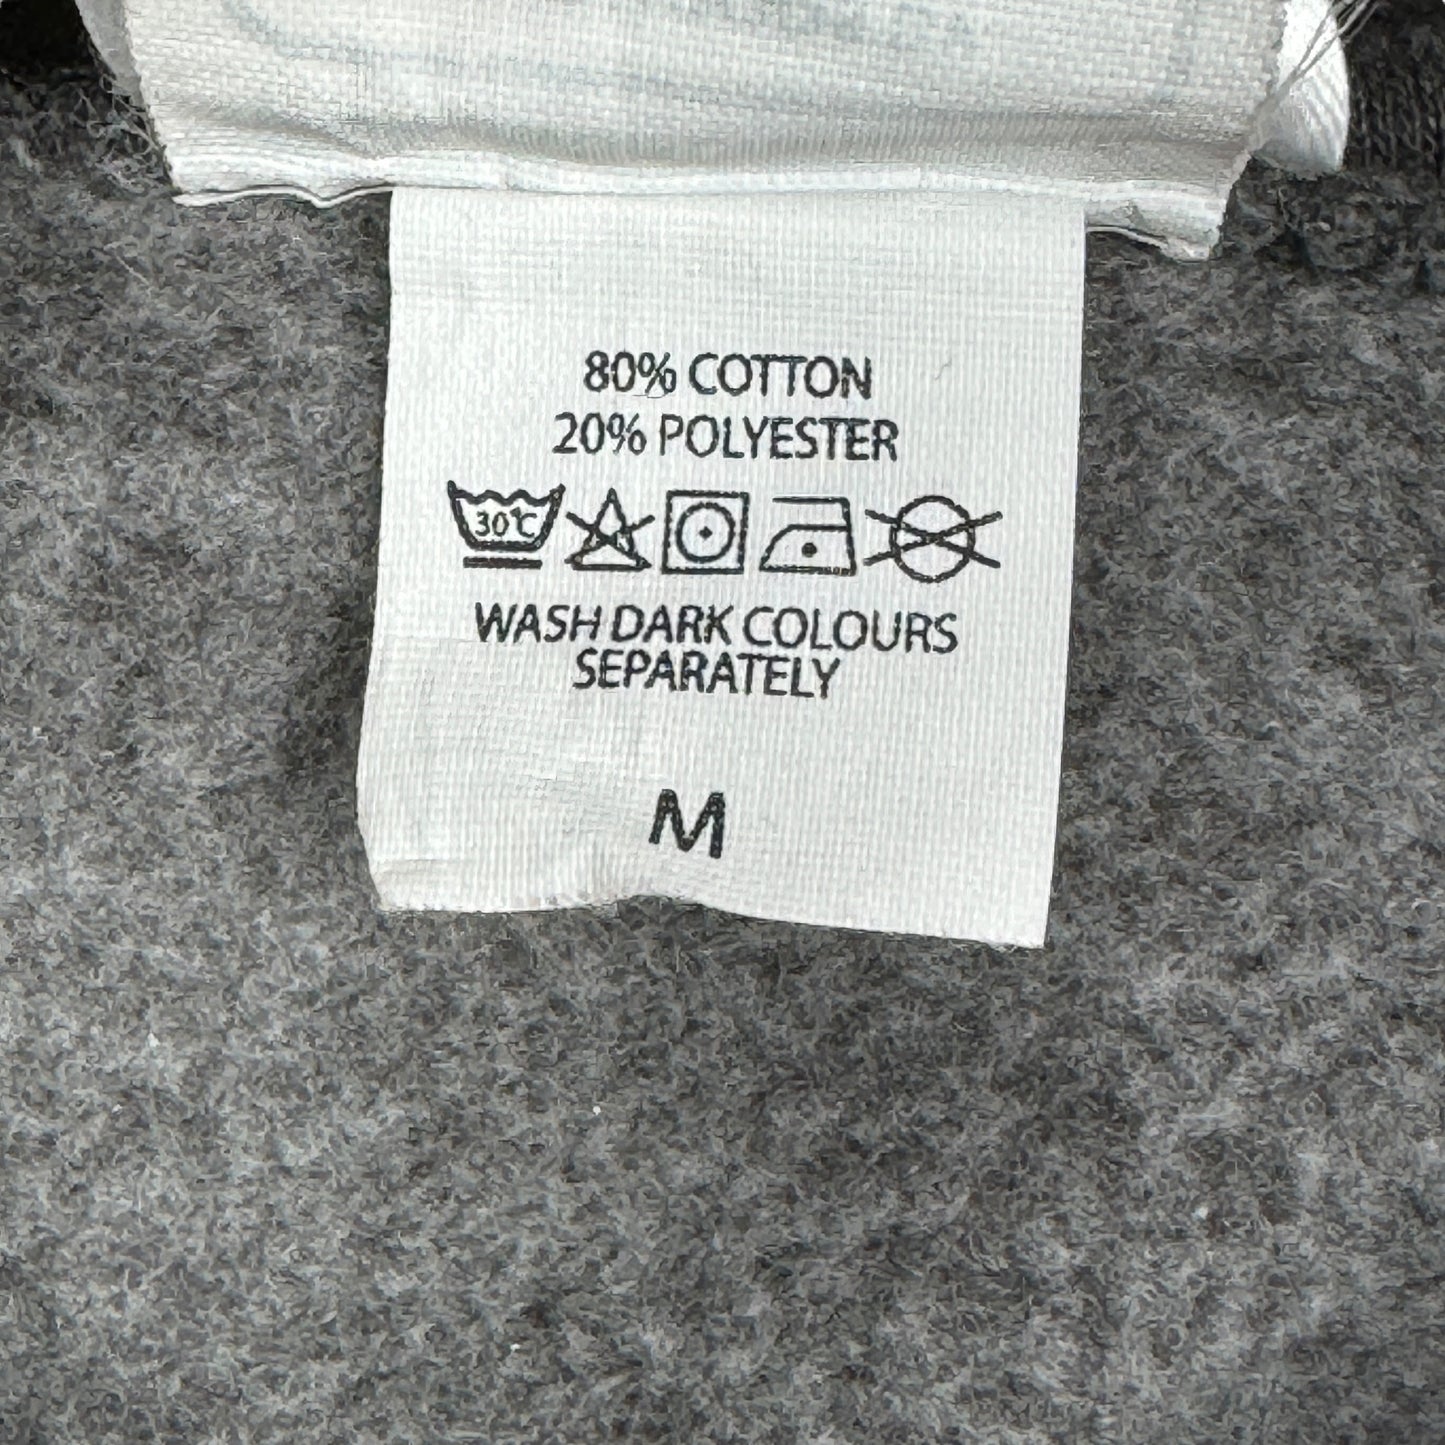 80% COTTON
20% POLYESTER
30℃
WASH DARK COLOURS
SEPARATELY
M